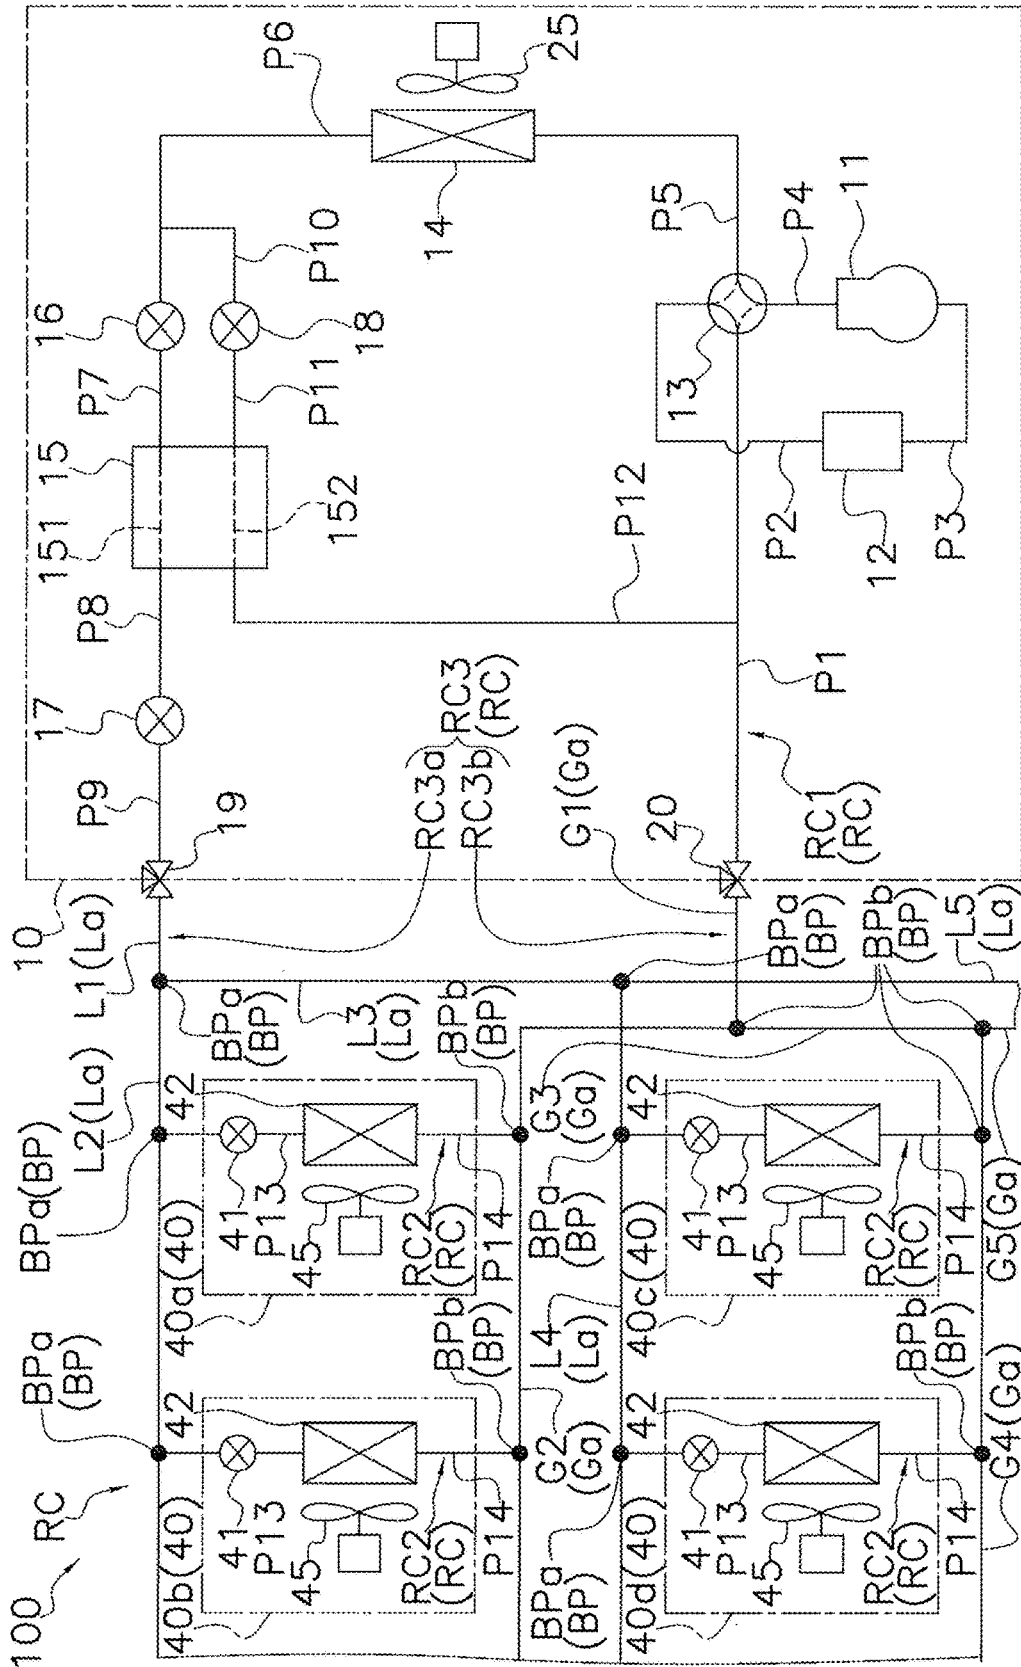 100
RC
BPa
(BP)
BPa(BP)
L2(La)
L1(La)
10
P9
17
P8
151
15
P7
16
P6
BPa
(BP)
19
152
P11
18
P10
14
25
L3
(La)
RC3a
RC3b
RC3
(RC)
P12
P5
40b(40)
42
41
P13
45
RC2
(RC)
P14
BPb
(BP)
40a(40)
42
41
P13
45
RC2
(RC)
P14
BPb
(BP)
G1(Ga)
20
P1
RC1
(RC)
13
P2
12
P3
P4
11
BPa
(BP)
G2
(Ga)
L4
(La)
BPa
(BP)
G3
(Ga)
BPa
(BP)
BPb
(BP)
L5
(La)
40d(40)
42
41
P13
45
RC2
(RC)
P14
BPb
(BP)
40c(40)
42
41
P13
45
RC2
(RC)
P14
G4(Ga)
G5(Ga)